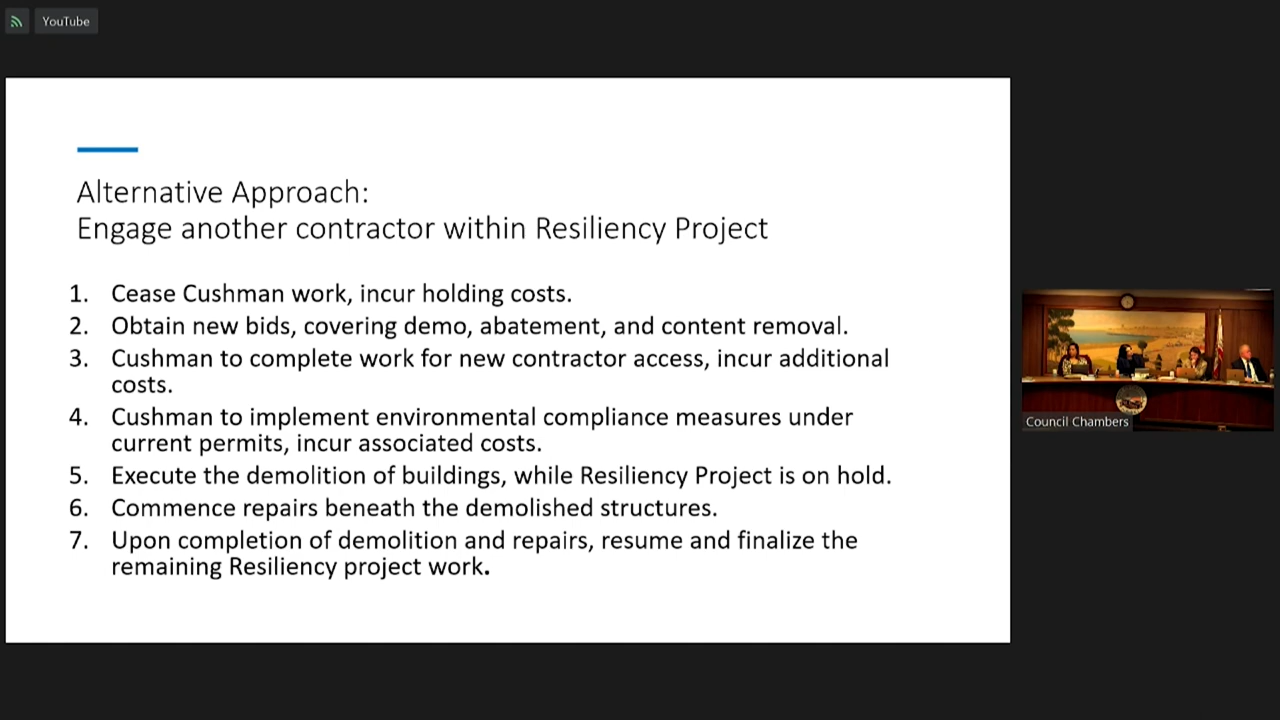 YouTube
Alternative Approach:
Engage another contractor within Resiliency Project
1. Cease Cushman work, incur holding costs.
2. Obtain new bids, covering demo, abatement, and content removal.
3. Cushman to complete work for new contractor access, incur additional
costs.
4. Cushman to implement environmental compliance measures under
current permits, incur associated costs.
5. Execute the demolition of buildings, while Resiliency Project is on hold.
6. Commence repairs beneath the demolished structures.
7. Upon completion of demolition and repairs, resume and finalize the
remaining Resiliency project work.
Council Chambers